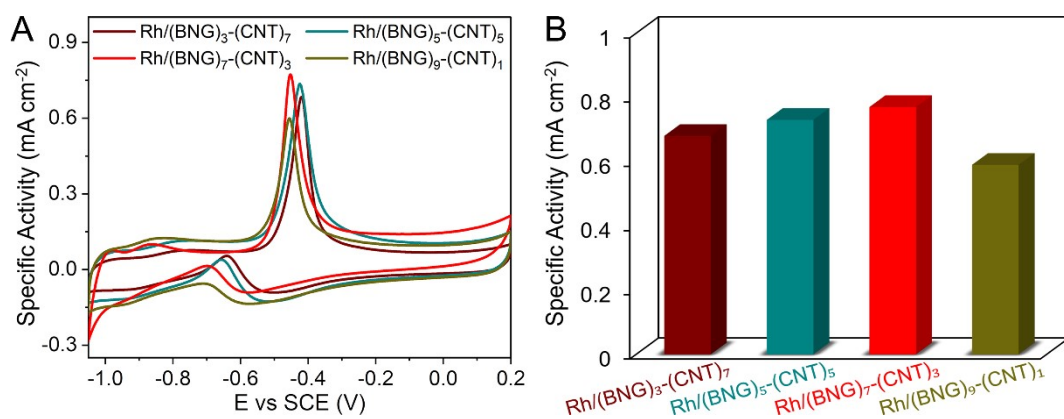 A
Rh/(BNG)₃-(CNT)₇
Rh/(BNG)₅-(CNT)₅
Rh/(BNG)₇-(CNT)₃
Rh/(BNG)₉-(CNT)₁
Specific Activity (mA cm⁻²)
0.9
0.6
0.3
0.0
-0.3
-1.0
-0.8
-0.6
-0.4
-0.2
0.0
0.2
E vs SCE (V)
B
Specific Activity (mA cm⁻²)
1
0.8
0.6
0.4
0.2
0
Rh/(BNG)₃-(CNT)₇
Rh/(BNG)₅-(CNT)₅
Rh/(BNG)₇-(CNT)₃
Rh/(BNG)₉-(CNT)₁